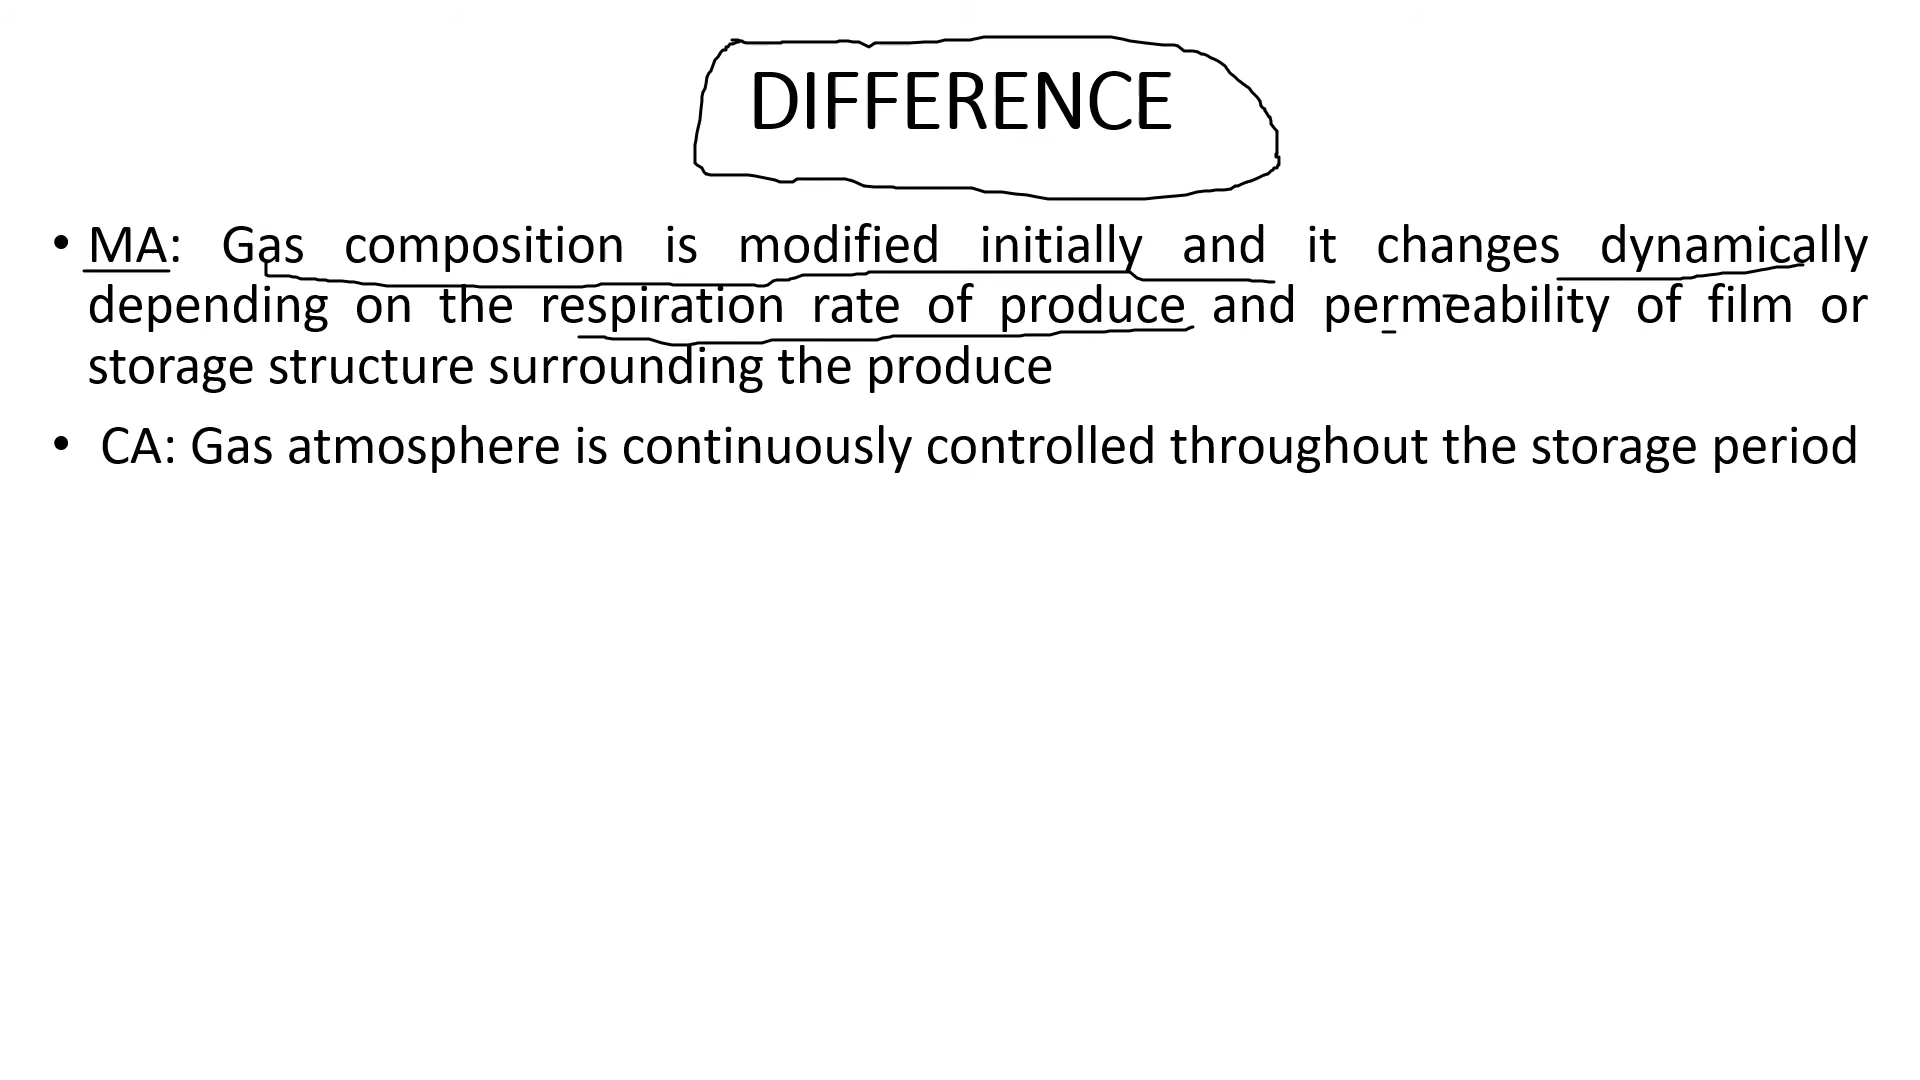 DIFFERENCE
• MA: Gas composition is modified initially and it changes dynamically
depending on the respiration rate of produce and permeability of film or
storage structure surrounding the produce
• CA: Gas atmosphere is continuously controlled throughout the storage period